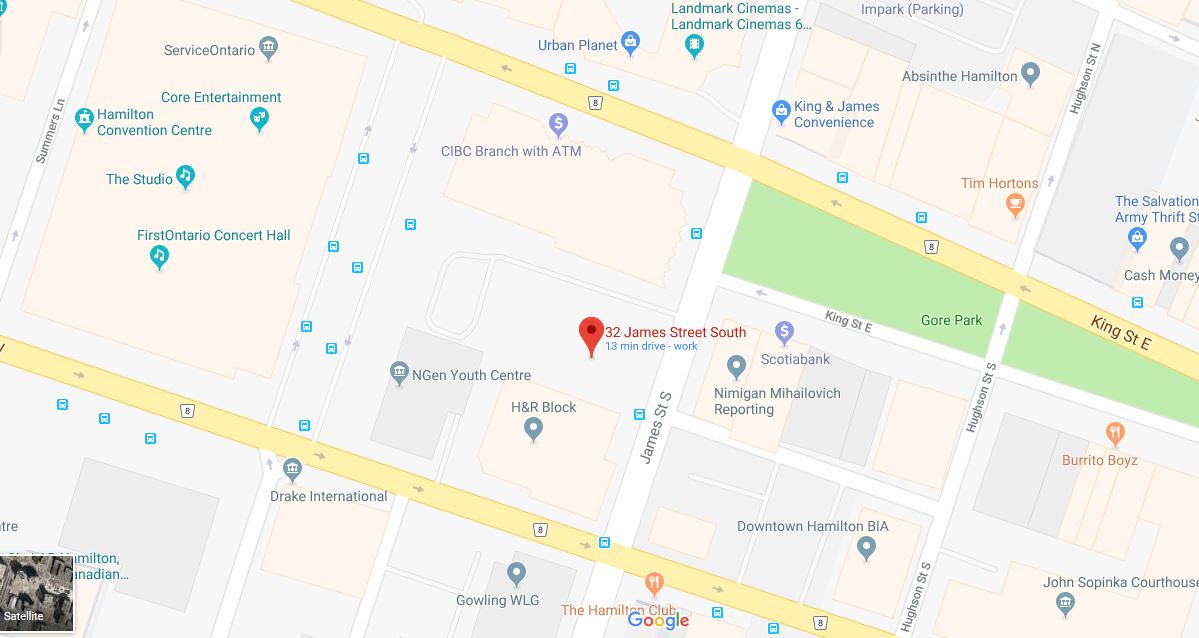 Landmark Cinemas -
Landmark Cinemas 6...
Impark (Parking)
Urban Planet
ServiceOntario
8
Absinthe Hamilton
Hughson St N
Core Entertainment
Hamilton
Convention Centre
Summers Ln
King & James
Convenience
CIBC Branch with ATM
The Studio
Tim Hortons
The Salvation
Army Thrift St
FirstOntario Concert Hall
8
Cash Money
King St E
Gore Park
King St E
32 James Street South
13 min drive - work
Scotiabank
NGen Youth Centre
Nimigan Mihailovich
Reporting
H&R Block
8
James St S
Hughson St S
Burrito Boyz
Drake International
8
Downtown Hamilton BIA
tre
amilton,
anadian...
Hughson St S
Satellite
Gowling WLG
The Hamilton Club
Google
8
John Sopinka Courthouse